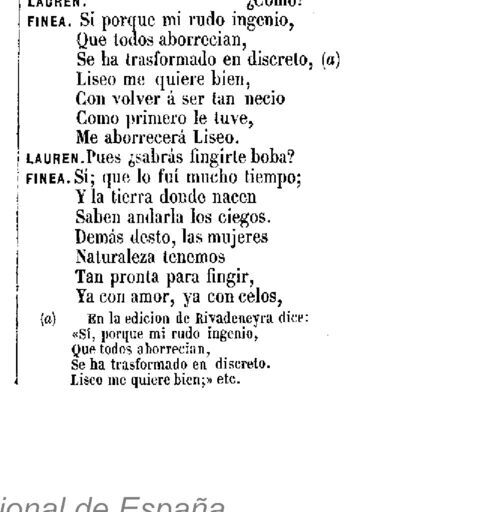 LAUREN. ¿Cómo?
FINEA. Si porque mi rudo ingenio,
Que todos aborrecian,
Se ha trasformado en discreto, (a)
Liseo me quiere bien,
Con volver á ser tan necio
Como primero le tuve,
Me aborrecerá Liseo.
LAUREN. Pues ¿sabrás fingirte boba?
FINEA. Sí; que lo fuí mucho tiempo;
Y la tierra donde nacen
Saben andarla los ciegos.
Demás desto, las mujeres
Naturaleza tenemos
Tan pronta para fingir,
Ya con amor, ya con celos,
(a) En la edicion de Rivadeneyra dice:
«Sí, porque mi rudo ingenio,
Que todos aborrecian,
Se ha trasformado en discreto.
Liseo me quiere bien;» etc.
ional de España